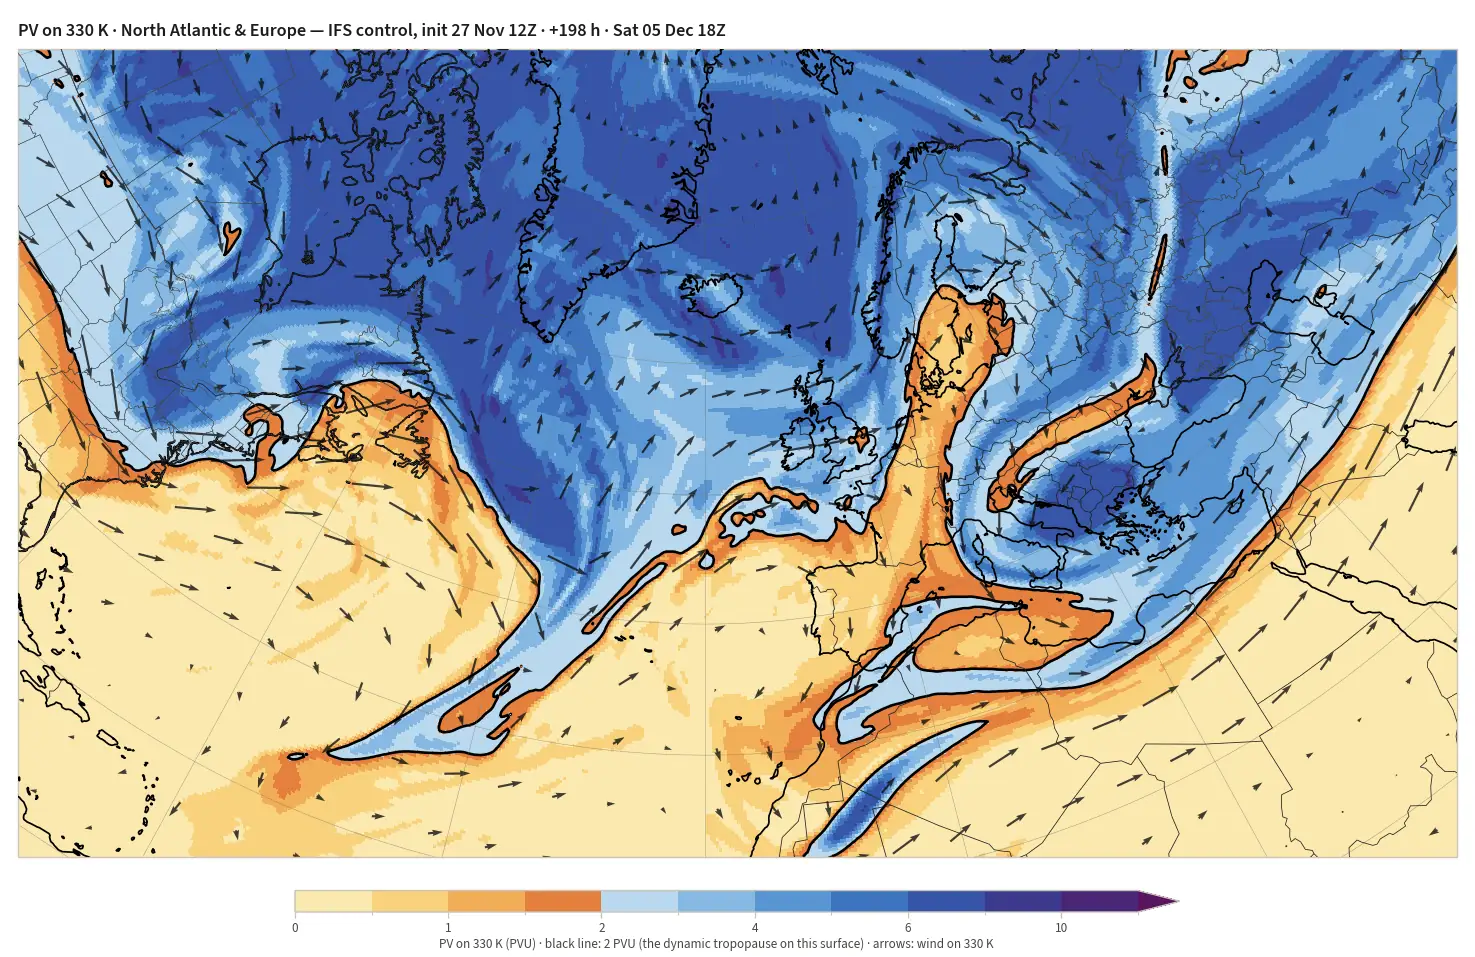 PV on 330 K · North Atlantic & Europe — IFS control, init 27 Nov 12Z · +198 h · Sat 05 Dec 18Z
0 1 2 4 6 10
PV on 330 K (PVU) · black line: 2 PVU (the dynamic tropopause on this surface) · arrows: wind on 330 K